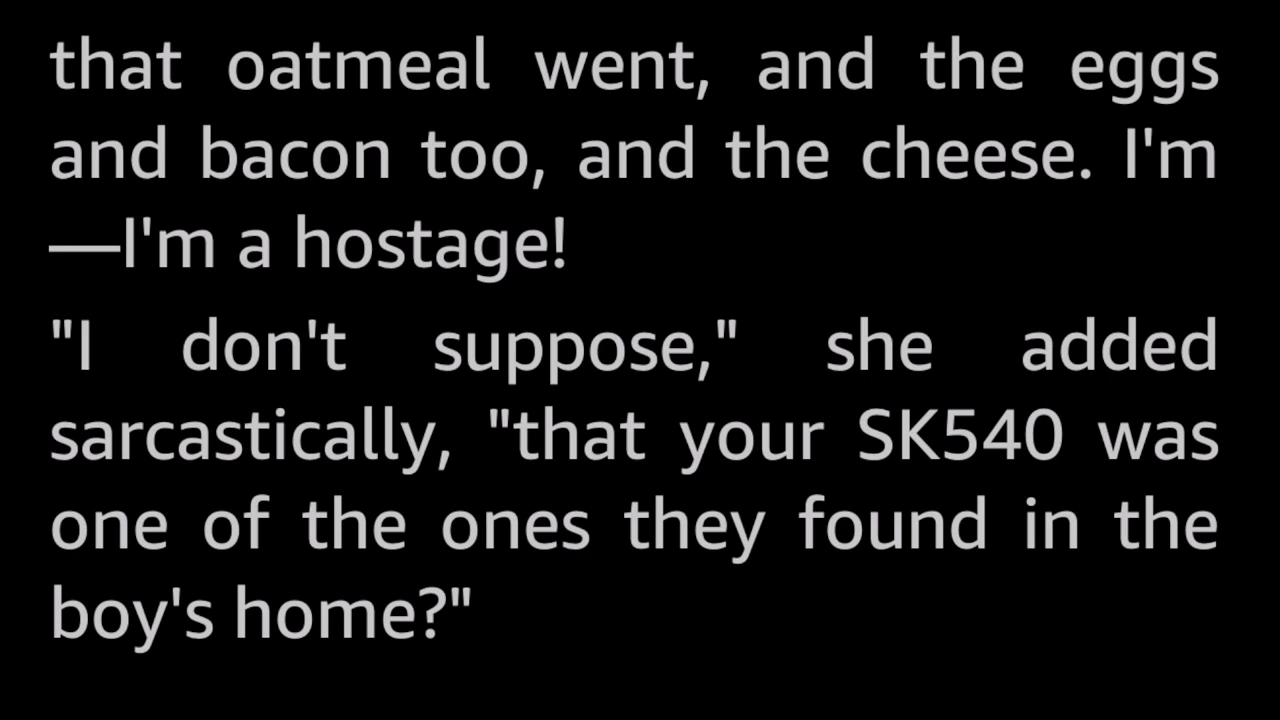 that oatmeal went, and the eggs
and bacon too, and the cheese. I'm
—I'm a hostage!
"I don't suppose," she added
sarcastically, "that your SK540 was
one of the ones they found in the
boy's home?"